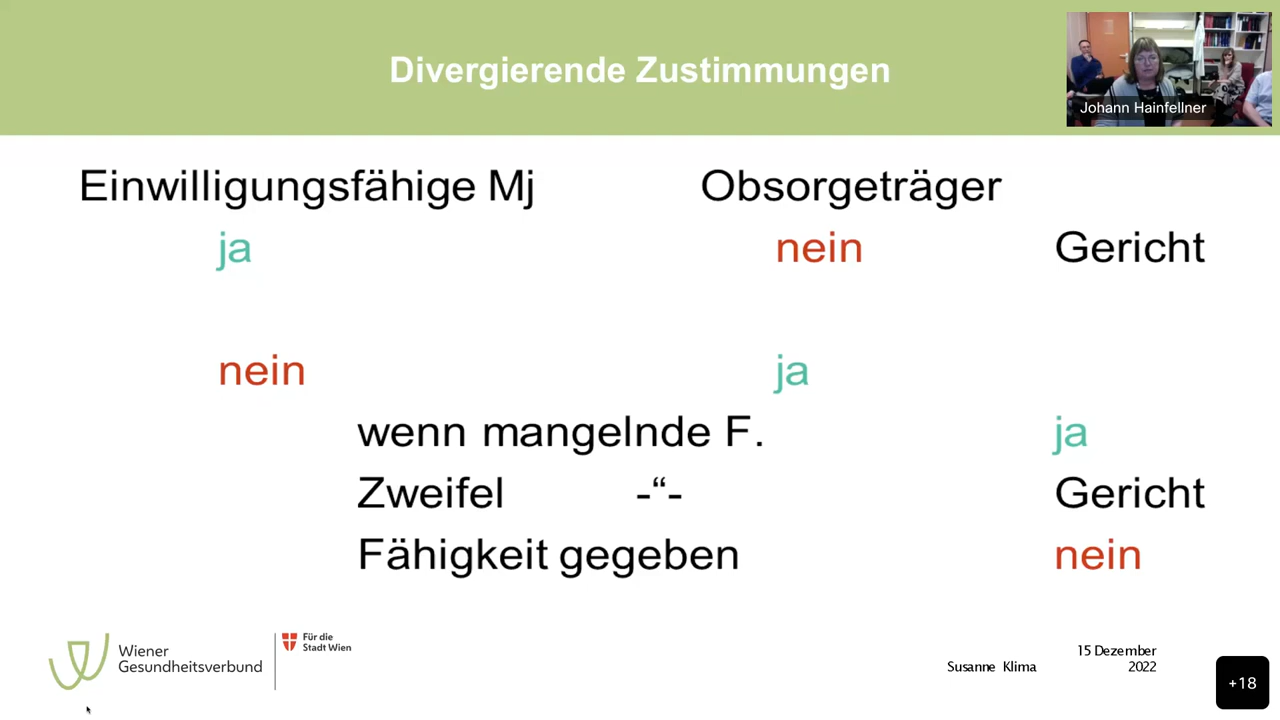 Divergierende Zustimmungen
Johann Hainfellner
Einwilligungsfähige Mj Obsorgeträger
ja nein Gericht
nein ja
wenn mangelnde F. ja
Zweifel -“- Gericht
Fähigkeit gegeben nein
Wiener
Gesundheitsverbund
Für die
Stadt Wien
Susanne Klima
15 Dezember
2022
+18